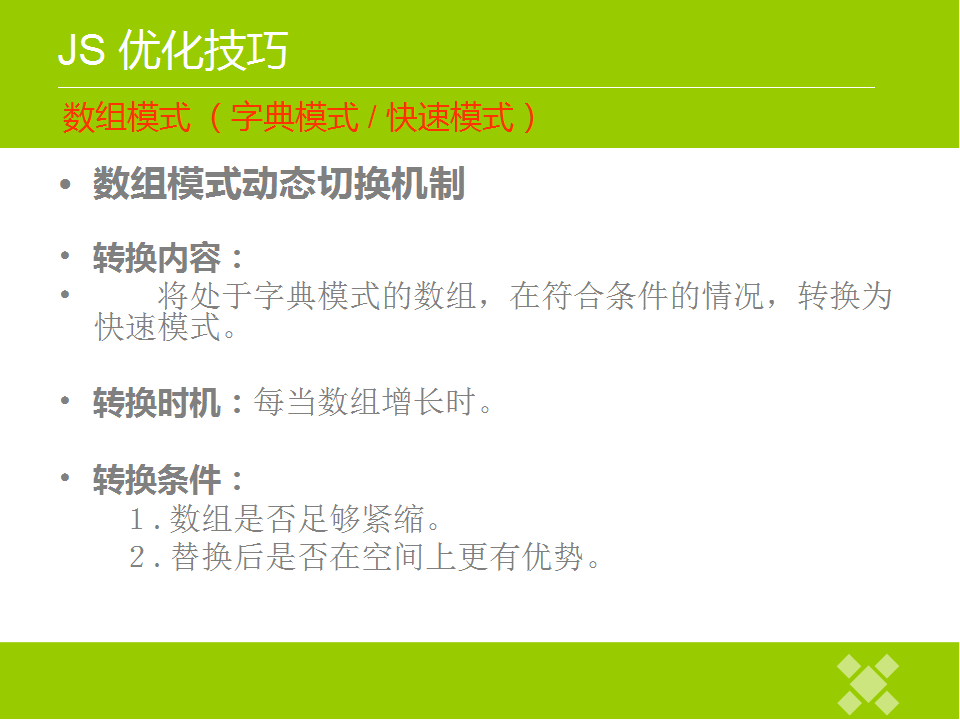 JS 优化技巧
数组模式 （ 字典模式 / 快速模式 ）
• 数组模式动态切换机制
• 转换内容：
• 将处于字典模式的数组，在符合条件的情况，转换为
快速模式。
• 转换时机：每当数组增长时。
• 转换条件：
１.数组是否足够紧缩。
２.替换后是否在空间上更有优势。